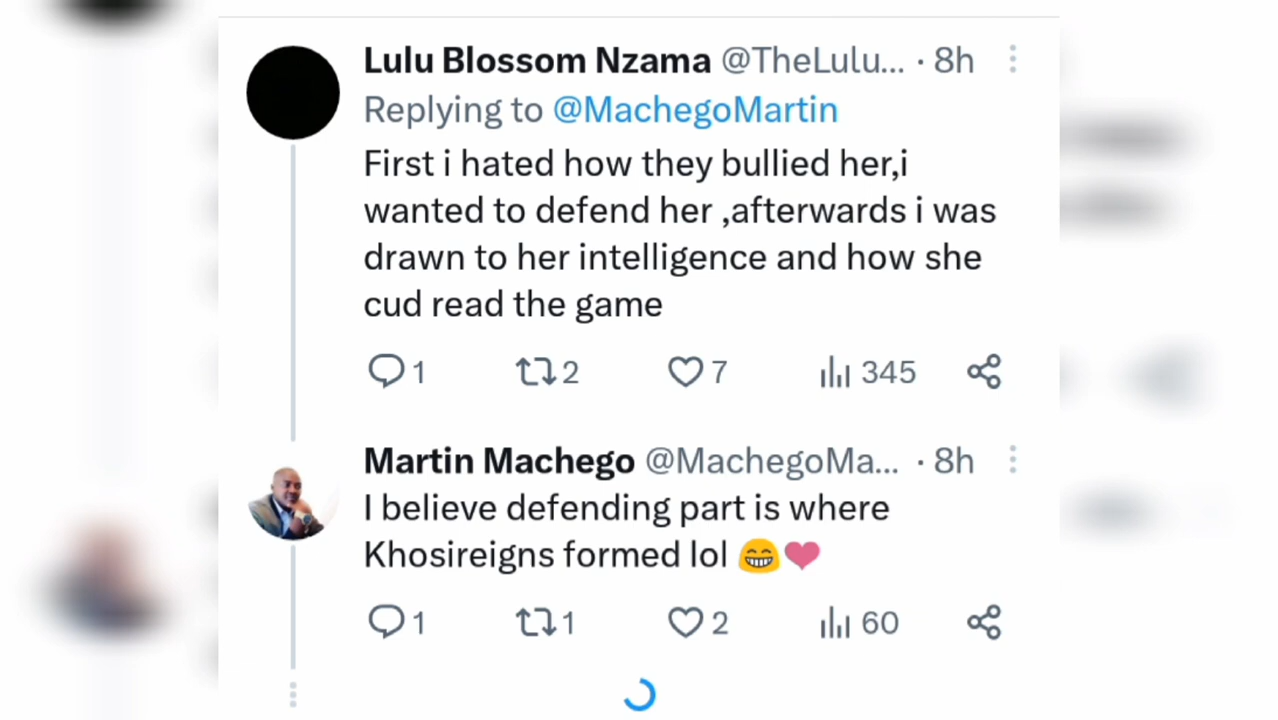 Lulu Blossom Nzama @TheLulu... · 8h
Replying to @MachegoMartin
First i hated how they bullied her,i
wanted to defend her ,afterwards i was
drawn to her intelligence and how she
cud read the game
1 2 7 345
Martin Machego @MachegoMa... · 8h
I believe defending part is where
Khosireigns formed lol 😁❤
1 1 2 60